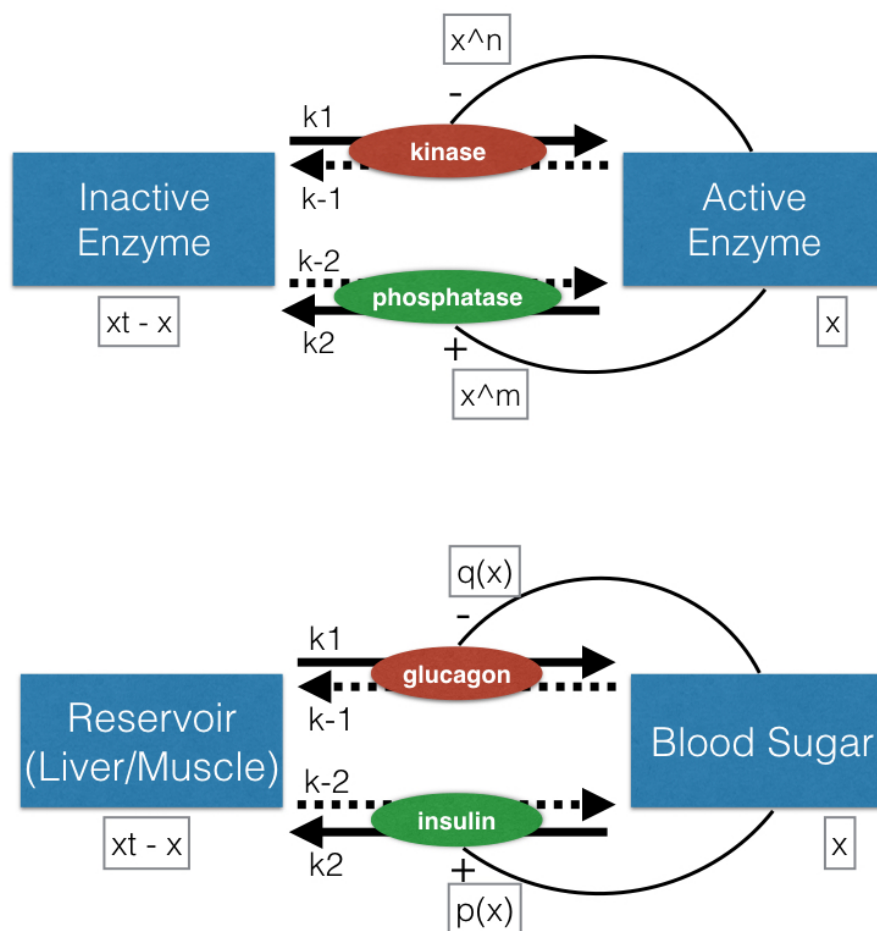 x^n
-
k1
kinase
k-1
Inactive
Enzyme
Active
Enzyme
k-2
phosphatase
k2
+
xt - x
x
x^m
q(x)
-
k1
glucagon
k-1
Reservoir
(Liver/Muscle)
Blood Sugar
k-2
insulin
k2
+
xt - x
x
p(x)